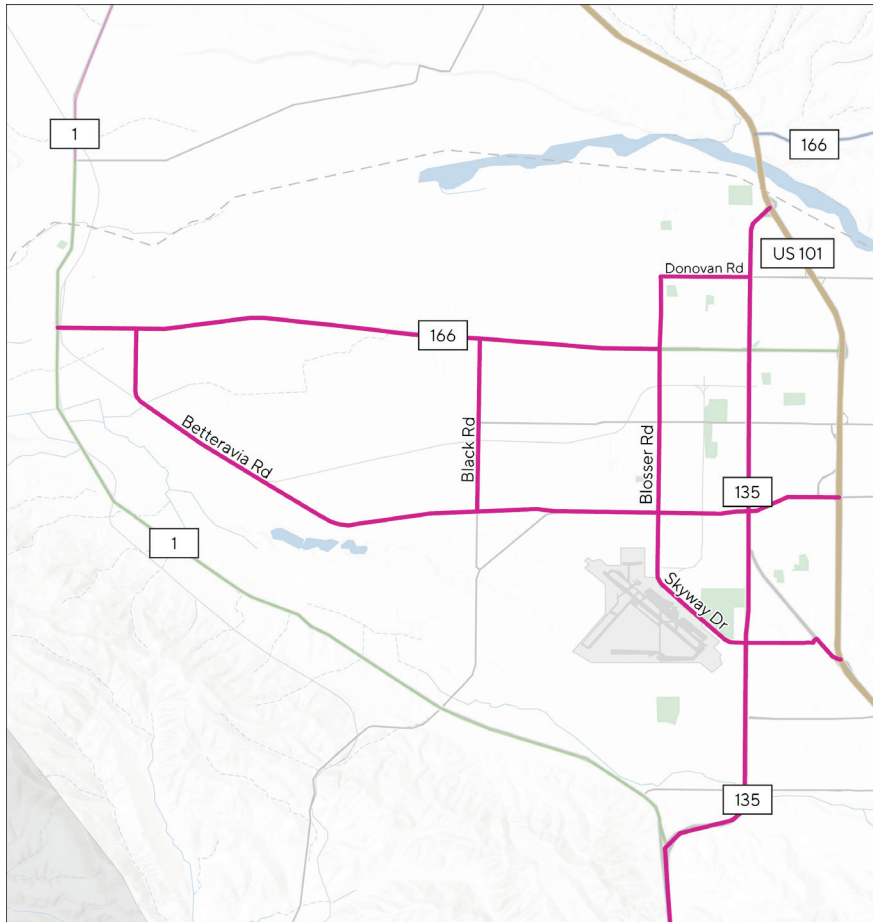 1
166
US 101
Donovan Rd
166
Betteravia Rd
Black Rd
Blosser Rd
135
1
Skyway Dr
135